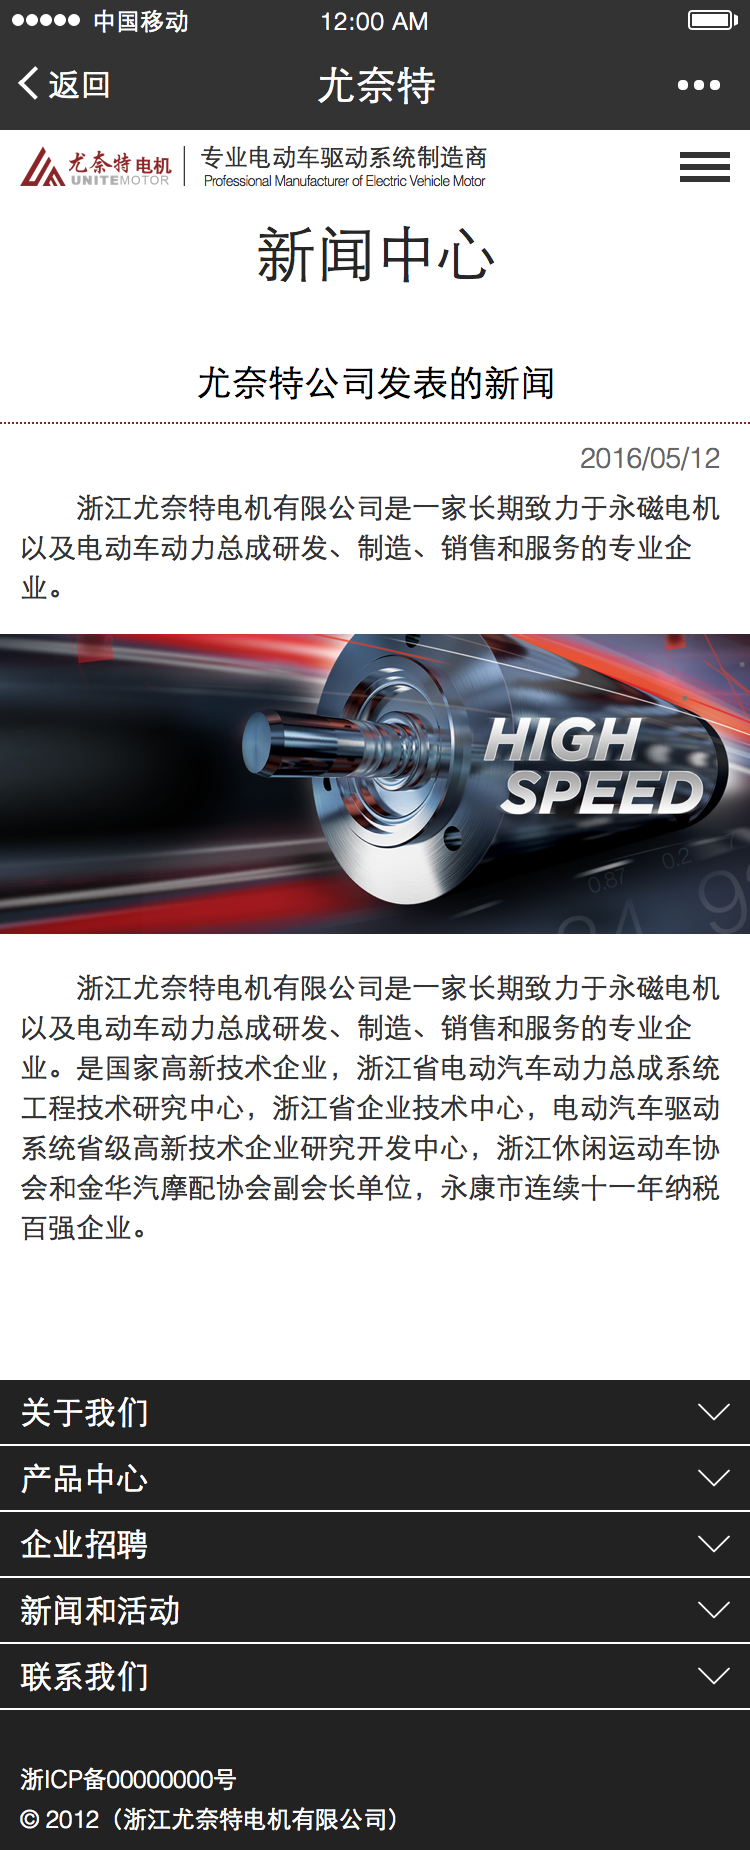 中国移动 12:00 AM
返回 尤奈特
尤奈特电机 专业电动车驱动系统制造商
UNITEMOTOR Professional Manufacturer of Electric Vehicle Motor
新闻中心
尤奈特公司发表的新闻
2016/05/12
浙江尤奈特电机有限公司是一家长期致力于永磁电机
以及电动车动力总成研发、制造、销售和服务的专业企
业。
HIGH
SPEED
0.87 0.2 7
浙江尤奈特电机有限公司是一家长期致力于永磁电机
以及电动车动力总成研发、制造、销售和服务的专业企
业。是国家高新技术企业，浙江省电动汽车动力总成系统
工程技术研究中心，浙江省企业技术中心，电动汽车驱动
系统省级高新技术企业研究开发中心，浙江休闲运动车协
会和金华汽摩配协会副会长单位，永康市连续十一年纳税
百强企业。
关于我们
产品中心
企业招聘
新闻和活动
联系我们
浙ICP备00000000号
© 2012（浙江尤奈特电机有限公司）